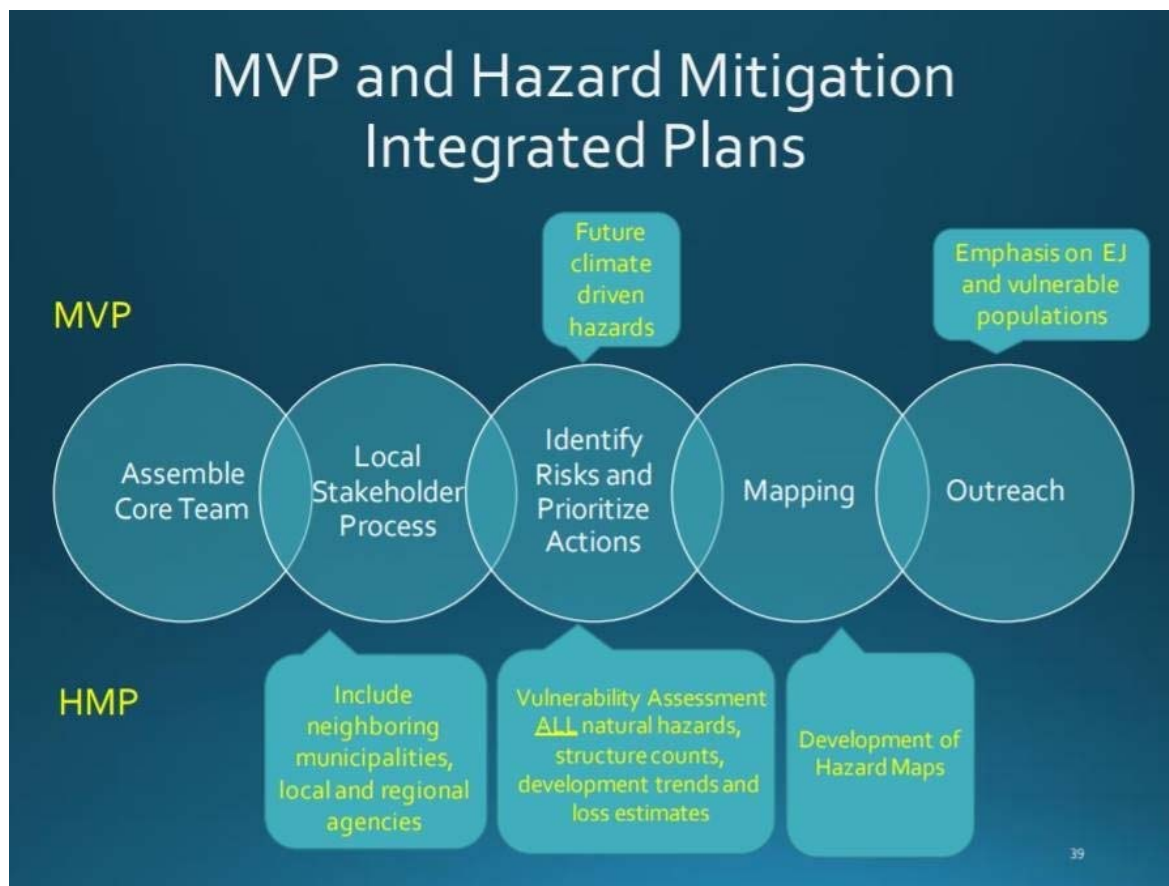 MVP and Hazard Mitigation
Integrated Plans
Future
climate
driven
hazards
Emphasis on EJ
and vulnerable
populations
MVP
Assemble
Core Team
Local
Stakeholder
Process
Identify
Risks and
Prioritize
Actions
Mapping
Outreach
HMP
Include
neighboring
municipalities,
local and regional
agencies
Vulnerability Assessment
ALL natural hazards,
structure counts,
development trends and
loss estimates
Development of
Hazard Maps
39